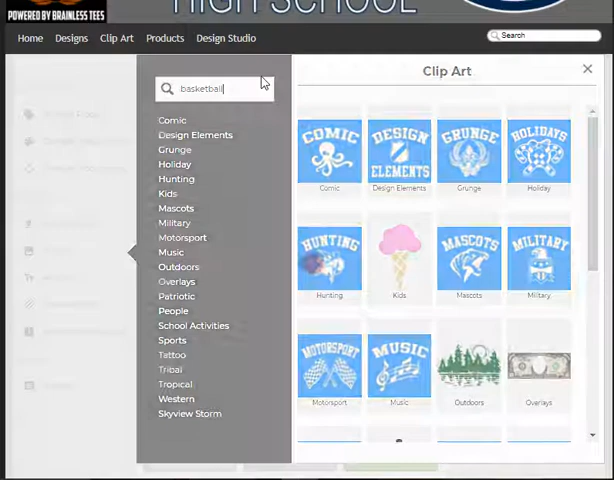 HIGH SCHOOL
POWERED BY BRAINLESS TEES
Home Designs Clip Art Products Design Studio
Search
Clip Art
basketball
Comic
Design Elements
Grunge
Holiday
Hunting
Kids
Mascots
Military
Motorsport
Music
Outdoors
Overlays
Patriotic
People
School Activities
Sports
Tattoo
Tribal
Tropical
Western
Skyview Storm
COMIC
DESIGN
ELEMENTS
GRUNGE
HOLIDAYS
Comic
Design Elements
Grunge
Holiday
HUNTING
MASCOTS
MILITARY
Hunting
Kids
Mascots
Military
MOTORSPORT
MUSIC
Motorsport
Music
Outdoors
Overlays